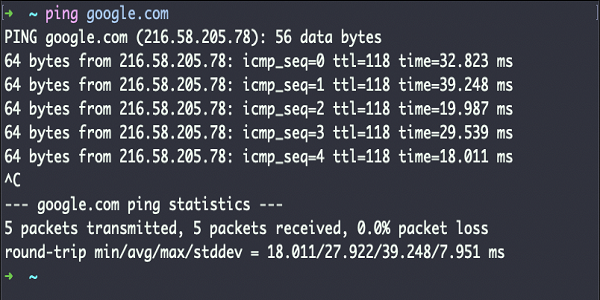 ➜ ~ ping google.com
PING google.com (216.58.205.78): 56 data bytes
64 bytes from 216.58.205.78: icmp_seq=0 ttl=118 time=32.823 ms
64 bytes from 216.58.205.78: icmp_seq=1 ttl=118 time=39.248 ms
64 bytes from 216.58.205.78: icmp_seq=2 ttl=118 time=19.987 ms
64 bytes from 216.58.205.78: icmp_seq=3 ttl=118 time=29.539 ms
64 bytes from 216.58.205.78: icmp_seq=4 ttl=118 time=18.011 ms
^C
--- google.com ping statistics ---
5 packets transmitted, 5 packets received, 0.0% packet loss
round-trip min/avg/max/stddev = 18.011/27.922/39.248/7.951 ms
➜ ~